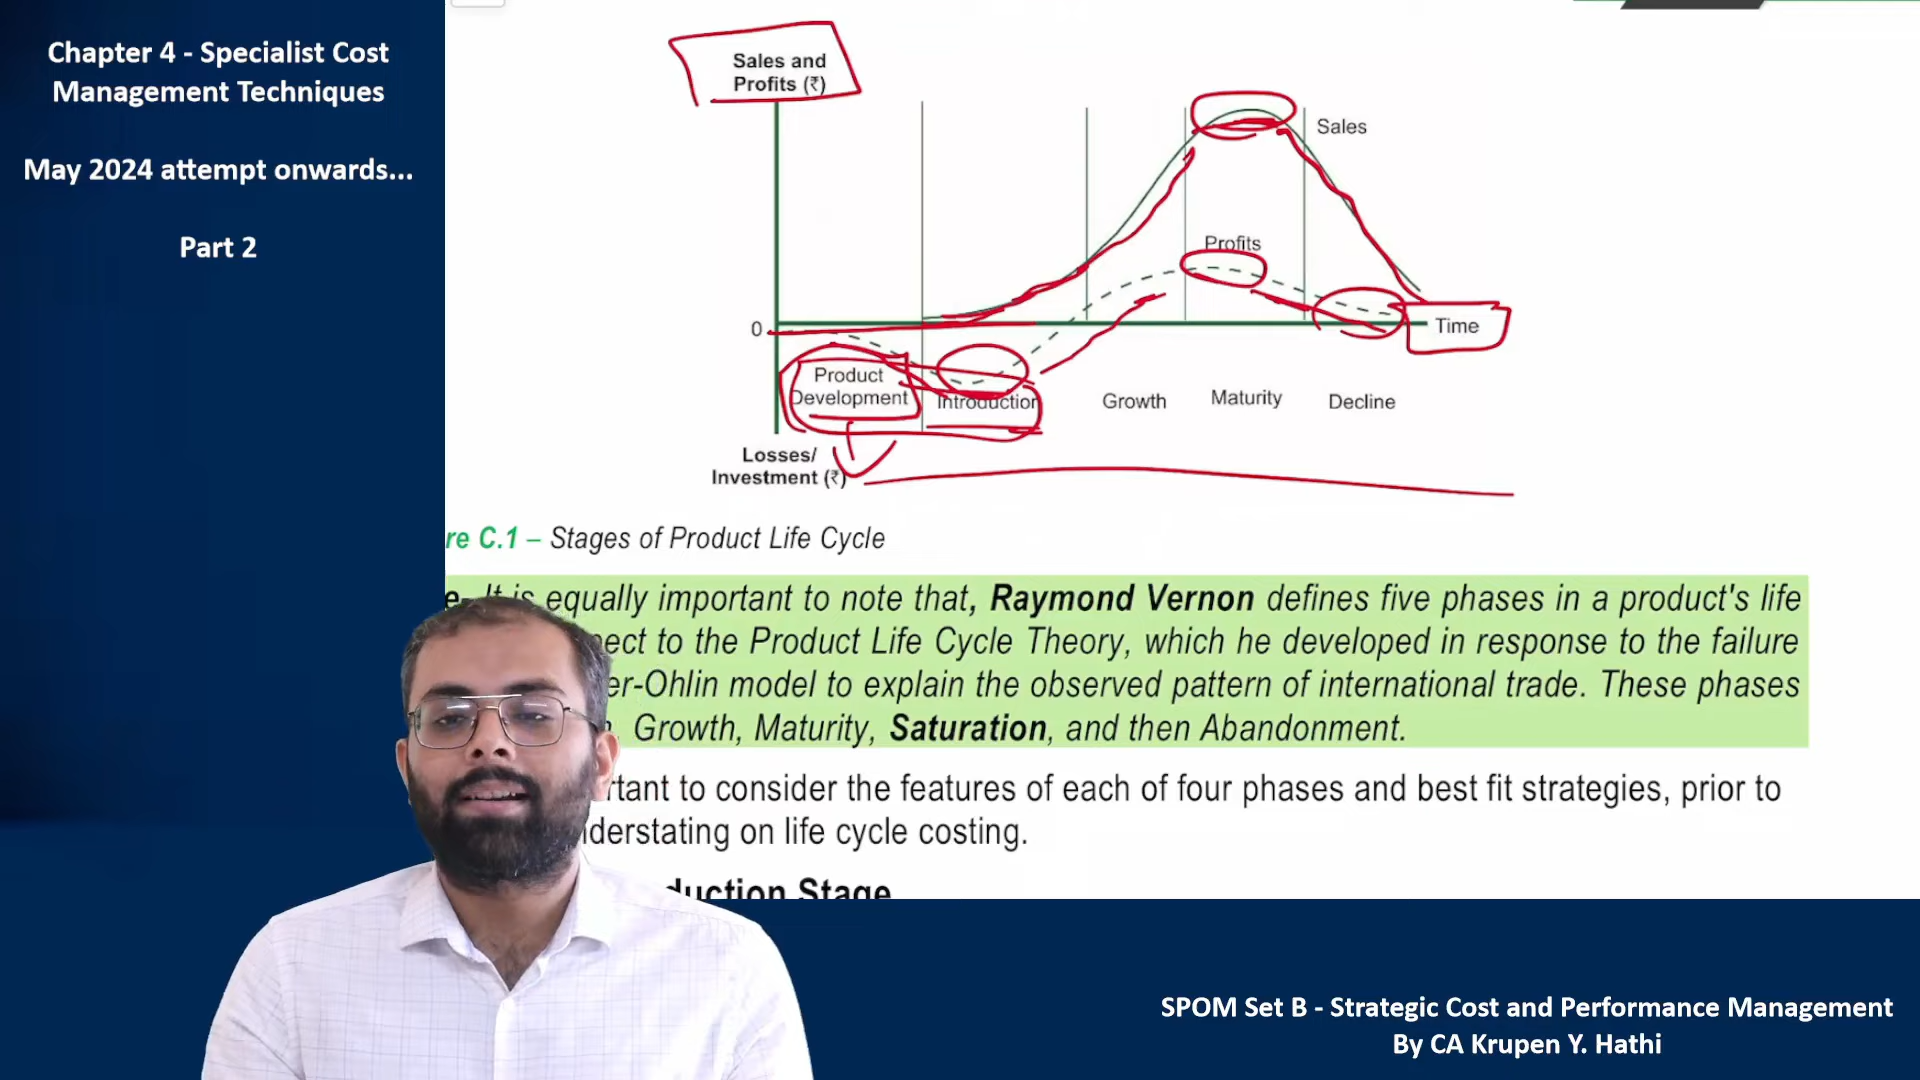 Chapter 4 - Specialist Cost
Management Techniques
May 2024 attempt onwards...
Part 2
Sales and
Profits (₹)
Sales
Profits
0
Time
Product
Development
Introduction
Growth
Maturity
Decline
Losses/
Investment (₹)
re C.1 – Stages of Product Life Cycle
e- It is equally important to note that, Raymond Vernon defines five phases in a product's life
pect to the Product Life Cycle Theory, which he developed in response to the failure
er-Ohlin model to explain the observed pattern of international trade. These phases
Growth, Maturity, Saturation, and then Abandonment.
rtant to consider the features of each of four phases and best fit strategies, prior to
derstating on life cycle costing.
duction Stage
SPOM Set B - Strategic Cost and Performance Management
By CA Krupen Y. Hathi